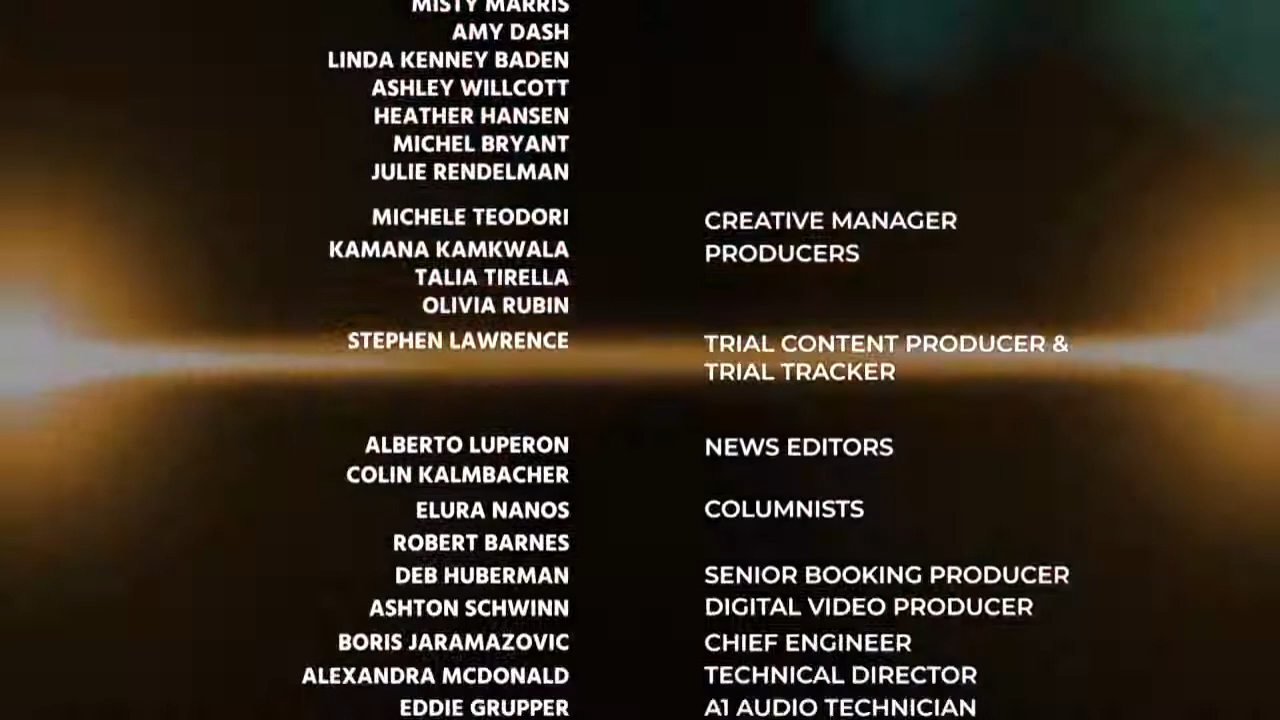 MISTY MARRIS
AMY DASH
LINDA KENNEY BADEN
ASHLEY WILLCOTT
HEATHER HANSEN
MICHEL BRYANT
JULIE RENDELMAN
MICHELE TEODORI CREATIVE MANAGER
KAMANA KAMKWALA PRODUCERS
TALIA TIRELLA
OLIVIA RUBIN
STEPHEN LAWRENCE TRIAL CONTENT PRODUCER &
TRIAL TRACKER
ALBERTO LUPERON NEWS EDITORS
COLIN KALMBACHER
ELURA NANOS COLUMNISTS
ROBERT BARNES
DEB HUBERMAN SENIOR BOOKING PRODUCER
ASHTON SCHWINN DIGITAL VIDEO PRODUCER
BORIS JARAMAZOVIC CHIEF ENGINEER
ALEXANDRA MCDONALD TECHNICAL DIRECTOR
EDDIE GRUPPER A1 AUDIO TECHNICIAN